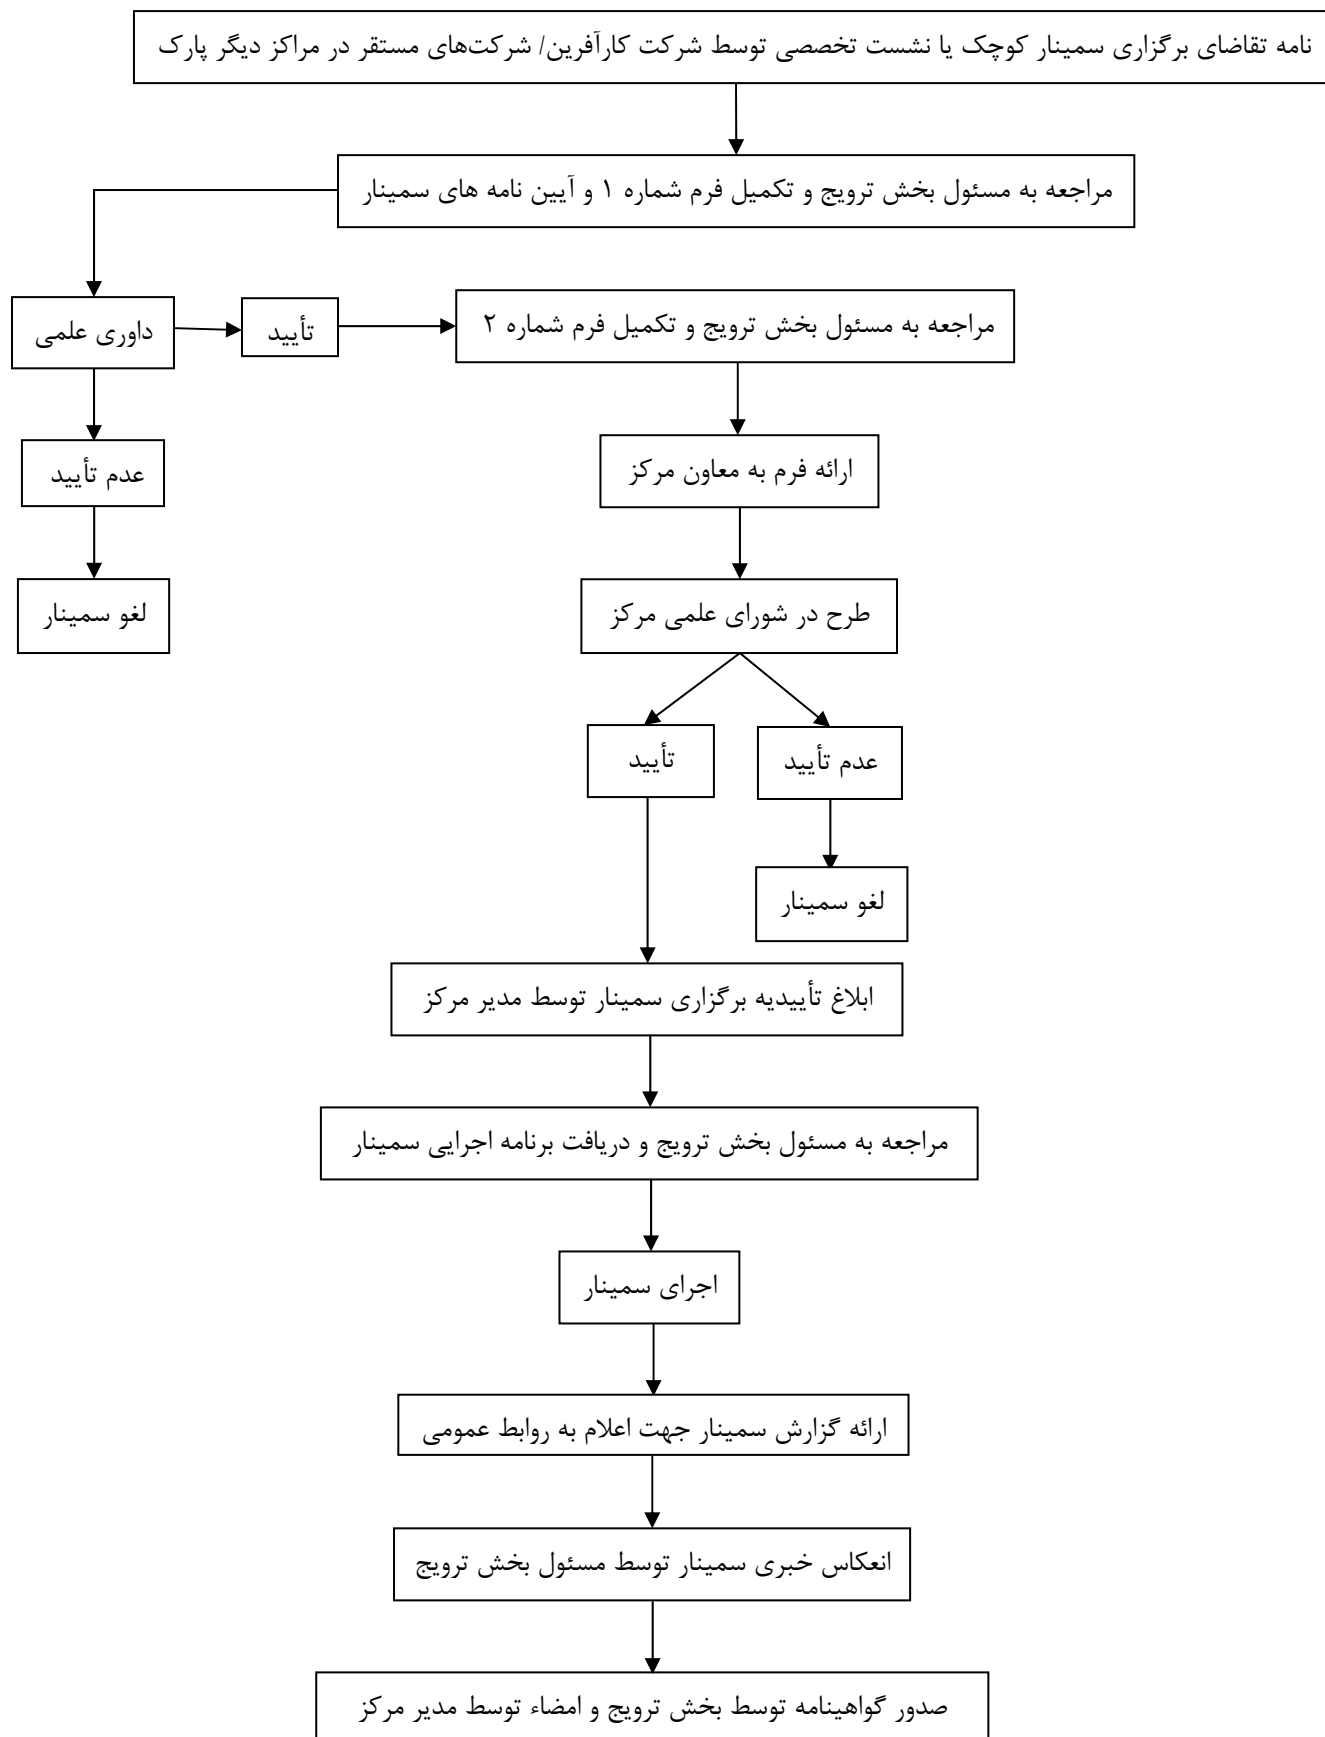 نامه تقاضای برگزاری سمینار کوچک یا نشست تخصصی توسط شرکت کارآفرین/ شرکت‌های مستقر در مراکز دیگر پارک
مراجعه به مسئول بخش ترویج و تکمیل فرم شماره ۱ و آیین نامه های سمینار
مراجعه به مسئول بخش ترویج و تکمیل فرم شماره ۲
تأیید
داوری علمی
ارائه فرم به معاون مرکز
عدم تأیید
طرح در شورای علمی مرکز
لغو سمینار
عدم تأیید
تأیید
لغو سمینار
ابلاغ تأییدیه برگزاری سمینار توسط مدیر مرکز
مراجعه به مسئول بخش ترویج و دریافت برنامه اجرایی سمینار
اجرای سمینار
ارائه گزارش سمینار جهت اعلام به روابط عمومی
انعکاس خبری سمینار توسط مسئول بخش ترویج
صدور گواهینامه توسط بخش ترویج و امضاء توسط مدیر مرکز